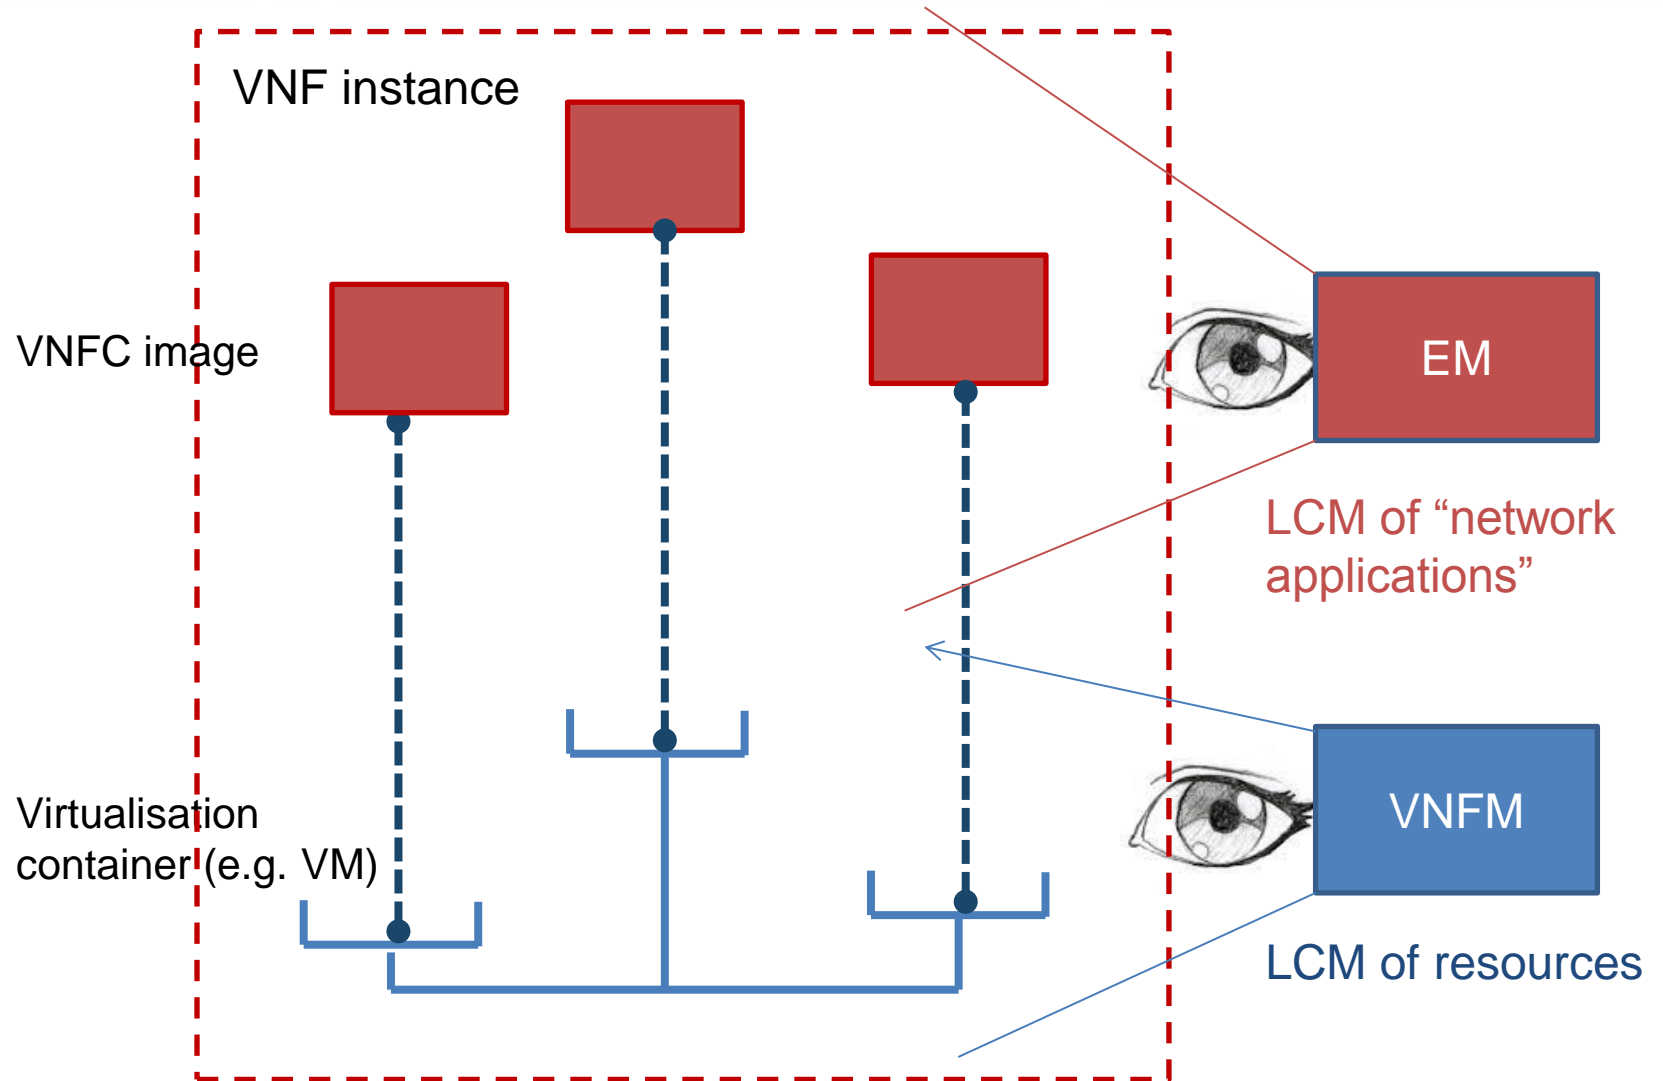 VNF instance
VNFC image
EM
LCM of “network
applications”
Virtualisation
container (e.g. VM)
VNFM
LCM of resources